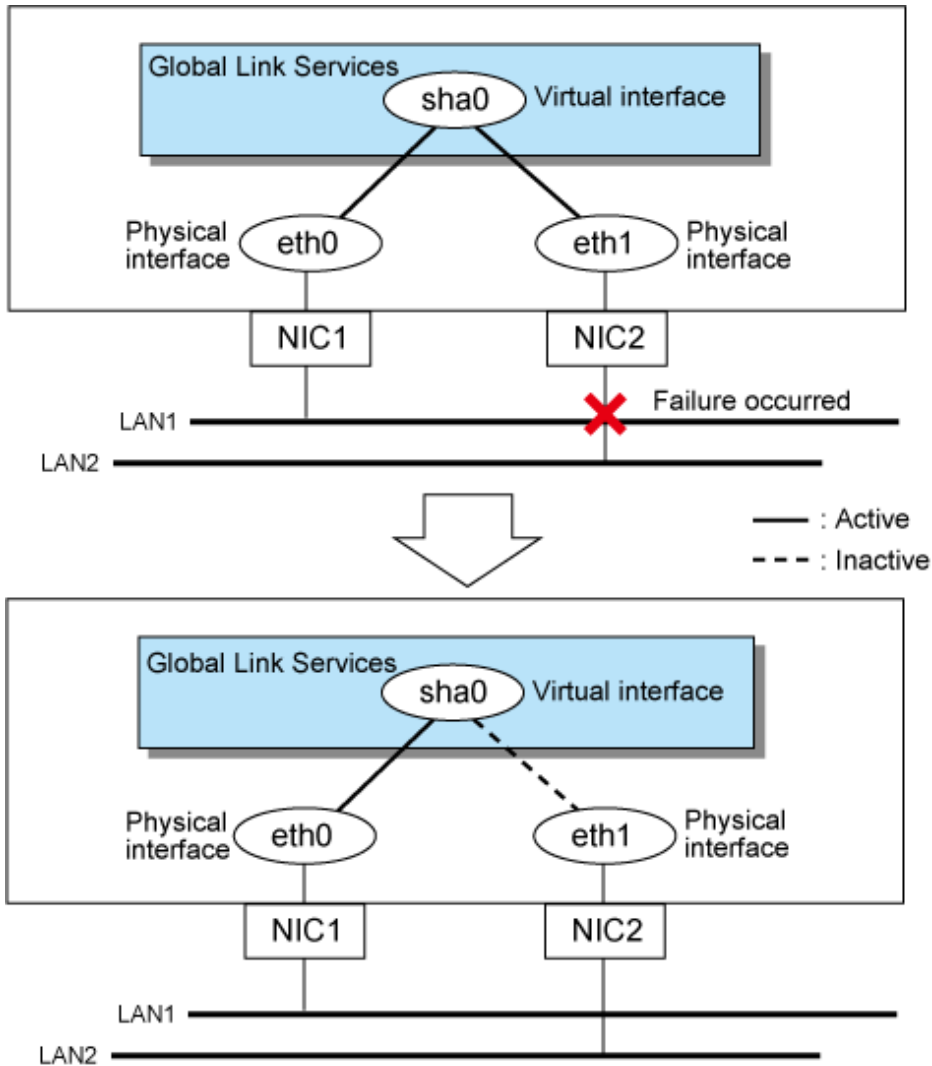 Global Link Services
sha0
Virtual interface
Physical
interface
eth0
eth1
Physical
interface
NIC1
NIC2
Failure occurred
LAN1
LAN2
: Active
: Inactive
Global Link Services
sha0
Virtual interface
Physical
interface
eth0
eth1
Physical
interface
NIC1
NIC2
LAN1
LAN2